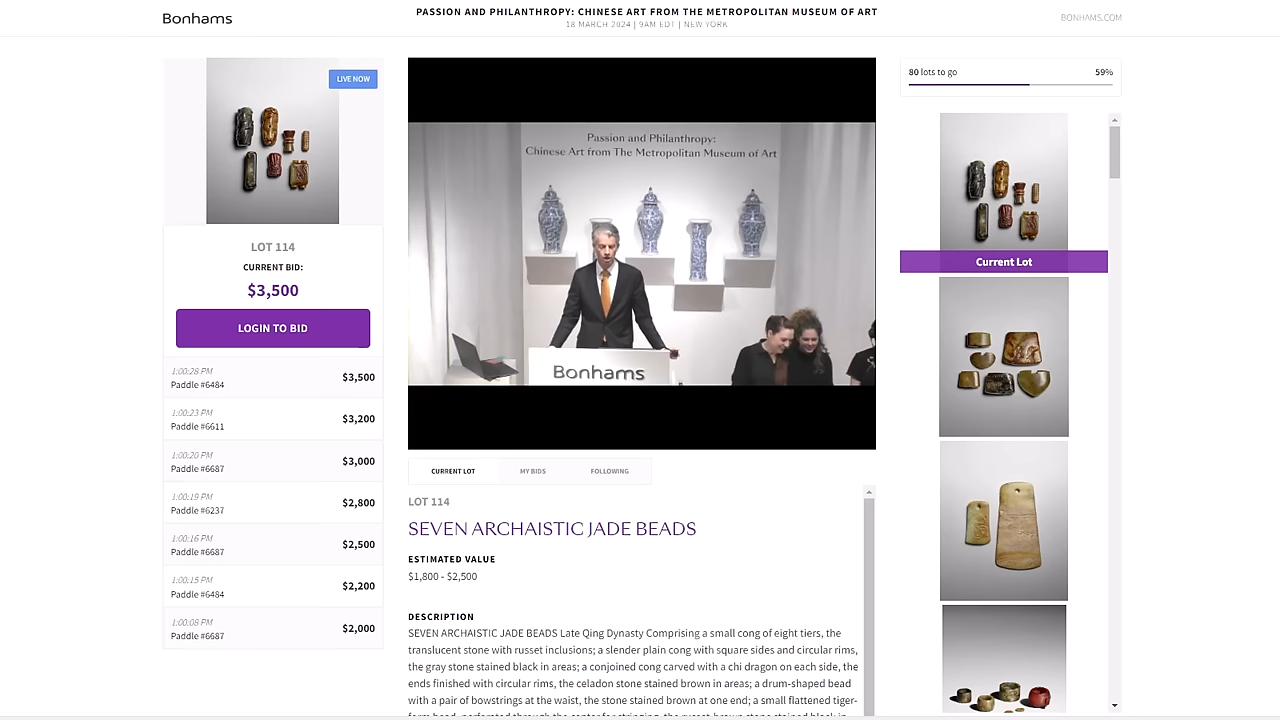 Bonhams
PASSION AND PHILANTHROPY: CHINESE ART FROM THE METROPOLITAN MUSEUM OF ART
18 MARCH 2024 | 9AM EDT | NEW YORK
BONHAMS.COM
LIVE NOW
LOT 114
CURRENT BID:
$3,500
LOGIN TO BID
1:00:28 PM
Paddle #6484
$3,500
1:00:23 PM
Paddle #6611
$3,200
1:00:20 PM
Paddle #6687
$3,000
1:00:19 PM
Paddle #6237
$2,800
1:00:16 PM
Paddle #6687
$2,500
1:00:15 PM
Paddle #6484
$2,200
1:00:08 PM
Paddle #6687
$2,000
Passion and Philanthropy:
Chinese Art from The Metropolitan Museum of Art
Bonhams
CURRENT LOT
MY BIDS
FOLLOWING
LOT 114
SEVEN ARCHAISTIC JADE BEADS
ESTIMATED VALUE
$1,800 - $2,500
DESCRIPTION
SEVEN ARCHAISTIC JADE BEADS Late Qing Dynasty Comprising a small cong of eight tiers, the
translucent stone with russet inclusions; a slender plain cong with square sides and circular rims,
the gray stone stained black in areas; a conjoined cong carved with a chi dragon on each side, the
ends finished with circular rims, the celadon stone stained brown in areas; a drum-shaped bead
with a pair of bowstrings at the waist, the stone stained brown at one end; a small flattened tiger-
80 lots to go
59%
Current Lot